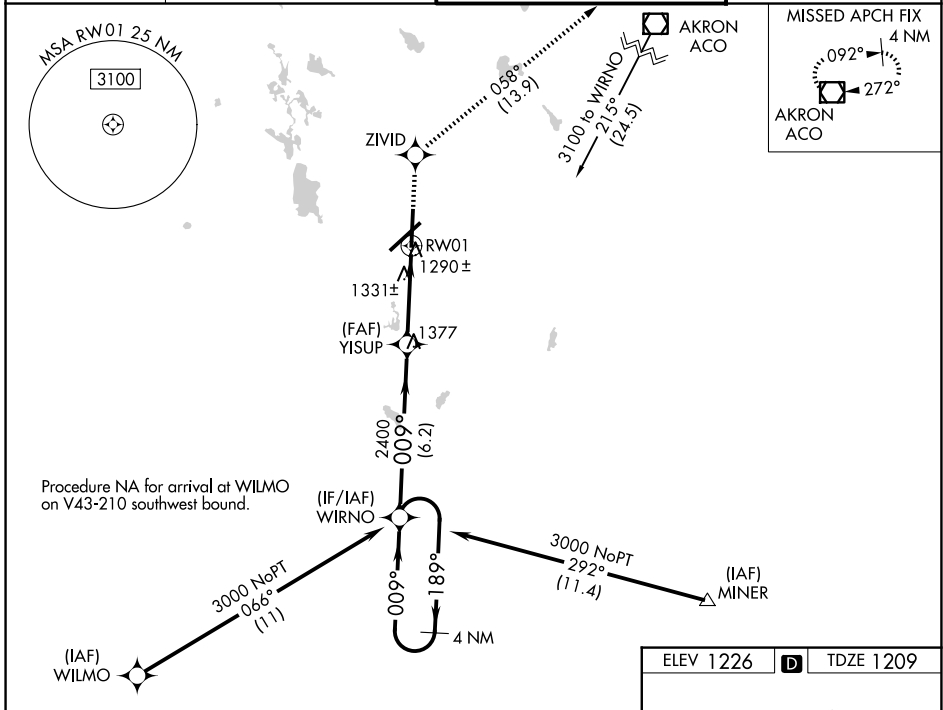 MSA RW01 25 NM
3100
058°
(13.9)
AKRON
ACO
3100 to WIRNO
215°
(24.5)
MISSED APCH FIX
4 NM
092°
272°
AKRON
ACO
ZIVID
RW01
1290±
1331±
(FAF)
YISUP
1377
2400
009°
(6.2)
Procedure NA for arrival at WILMO
on V43-210 southwest bound.
(IF/IAF)
WIRNO
3000 NoPT
066°
(11)
009°
189°
4 NM
3000 NoPT
292°
(11.4)
(IAF)
MINER
(IAF)
WILMO
ELEV 1226
D
TDZE 1209